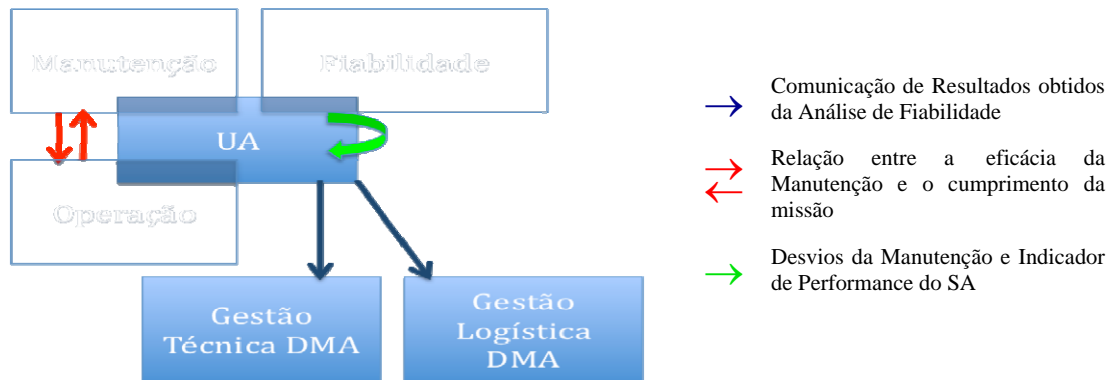 Manutenção
Fiabilidade
UA
Operação
Gestão
Técnica DMA
Gestão
Logística
DMA
Comunicação de Resultados obtidos
da Análise de Fiabilidade
Relação entre a eficácia da
Manutenção e o cumprimento da
missão
Desvios da Manutenção e Indicador
de Performance do SA